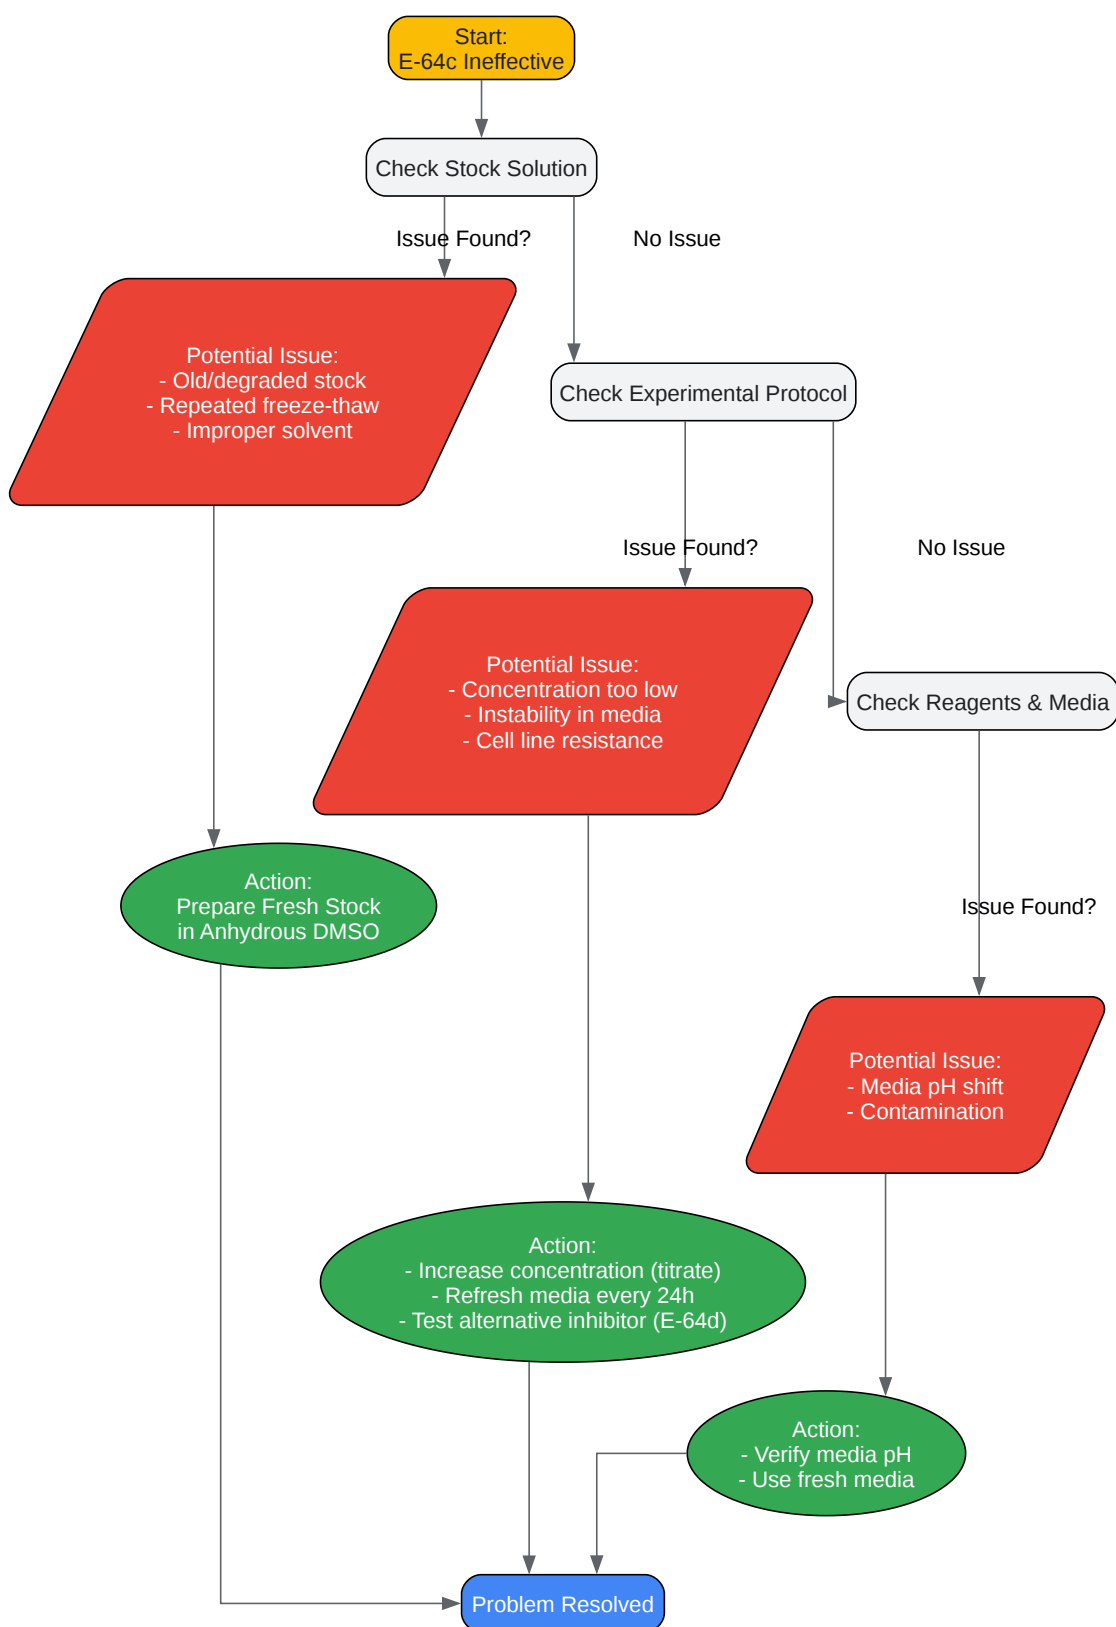 Start:
E-64c Ineffective
Check Stock Solution
Issue Found?
No Issue
Potential Issue:
- Old/degraded stock
- Repeated freeze-thaw
- Improper solvent
Check Experimental Protocol
Issue Found?
No Issue
Potential Issue:
- Concentration too low
- Instability in media
- Cell line resistance
Check Reagents & Media
Action:
Prepare Fresh Stock
in Anhydrous DMSO
Issue Found?
Potential Issue:
- Media pH shift
- Contamination
Action:
- Increase concentration (titrate)
- Refresh media every 24h
- Test alternative inhibitor (E-64d)
Action:
- Verify media pH
- Use fresh media
Problem Resolved